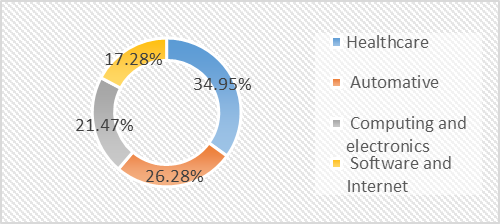 17.28%
34.95%
21.47%
26.28%
Healthcare
Automative
Computing and
electronics
Software and
Internet